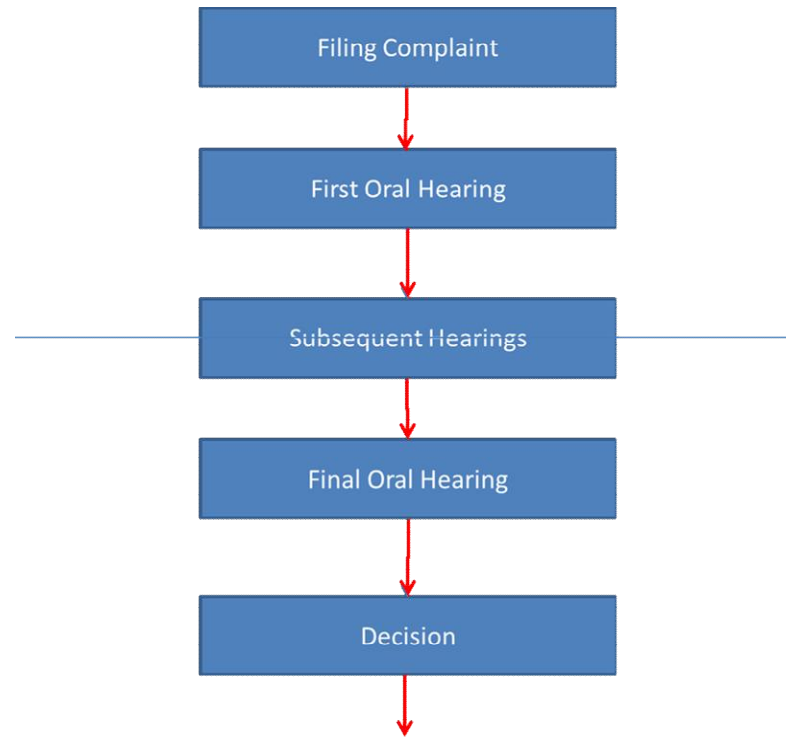 Filing Complaint
First Oral Hearing
Subsequent Hearings
Final Oral Hearing
Decision